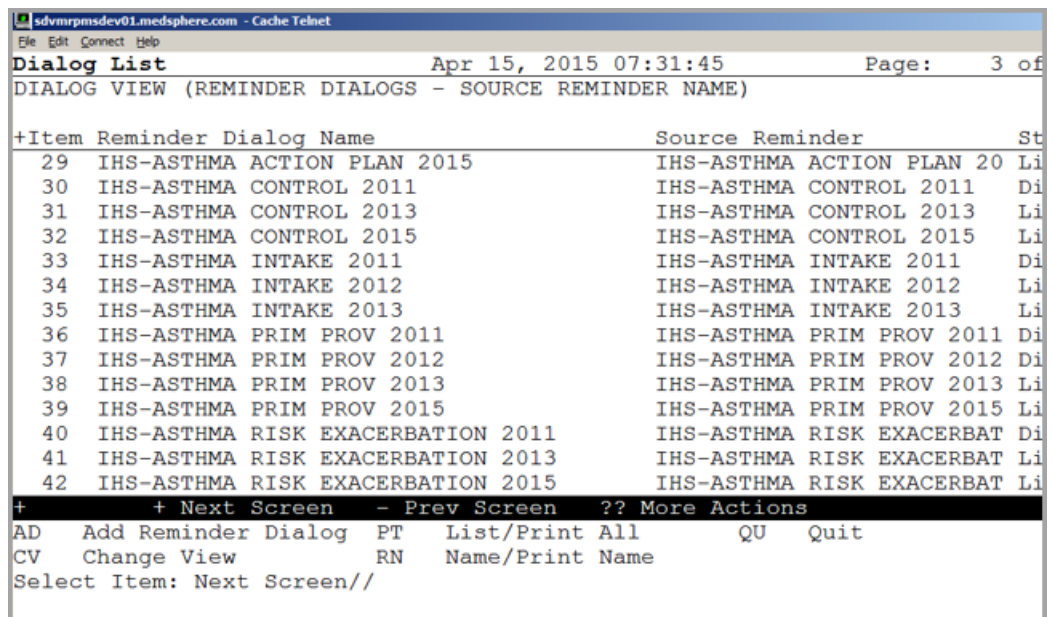 sdvmrpmsdev01.medsphere.com - Cache Telnet
File Edit Connect Help
Dialog List Apr 15, 2015 07:31:45 Page: 3 of
DIALOG VIEW (REMINDER DIALOGS - SOURCE REMINDER NAME)
+Item Reminder Dialog Name Source Reminder St
29 IHS-ASTHMA ACTION PLAN 2015 IHS-ASTHMA ACTION PLAN 20 Li
30 IHS-ASTHMA CONTROL 2011 IHS-ASTHMA CONTROL 2011 Di
31 IHS-ASTHMA CONTROL 2013 IHS-ASTHMA CONTROL 2013 Li
32 IHS-ASTHMA CONTROL 2015 IHS-ASTHMA CONTROL 2015 Li
33 IHS-ASTHMA INTAKE 2011 IHS-ASTHMA INTAKE 2011 Di
34 IHS-ASTHMA INTAKE 2012 IHS-ASTHMA INTAKE 2012 Li
35 IHS-ASTHMA INTAKE 2013 IHS-ASTHMA INTAKE 2013 Li
36 IHS-ASTHMA PRIM PROV 2011 IHS-ASTHMA PRIM PROV 2011 Di
37 IHS-ASTHMA PRIM PROV 2012 IHS-ASTHMA PRIM PROV 2012 Di
38 IHS-ASTHMA PRIM PROV 2013 IHS-ASTHMA PRIM PROV 2013 Li
39 IHS-ASTHMA PRIM PROV 2015 IHS-ASTHMA PRIM PROV 2015 Li
40 IHS-ASTHMA RISK EXACERBATION 2011 IHS-ASTHMA RISK EXACERBAT Di
41 IHS-ASTHMA RISK EXACERBATION 2013 IHS-ASTHMA RISK EXACERBAT Li
42 IHS-ASTHMA RISK EXACERBATION 2015 IHS-ASTHMA RISK EXACERBAT Li
+ + Next Screen - Prev Screen ?? More Actions
AD Add Reminder Dialog PT List/Print All QU Quit
CV Change View RN Name/Print Name
Select Item: Next Screen//